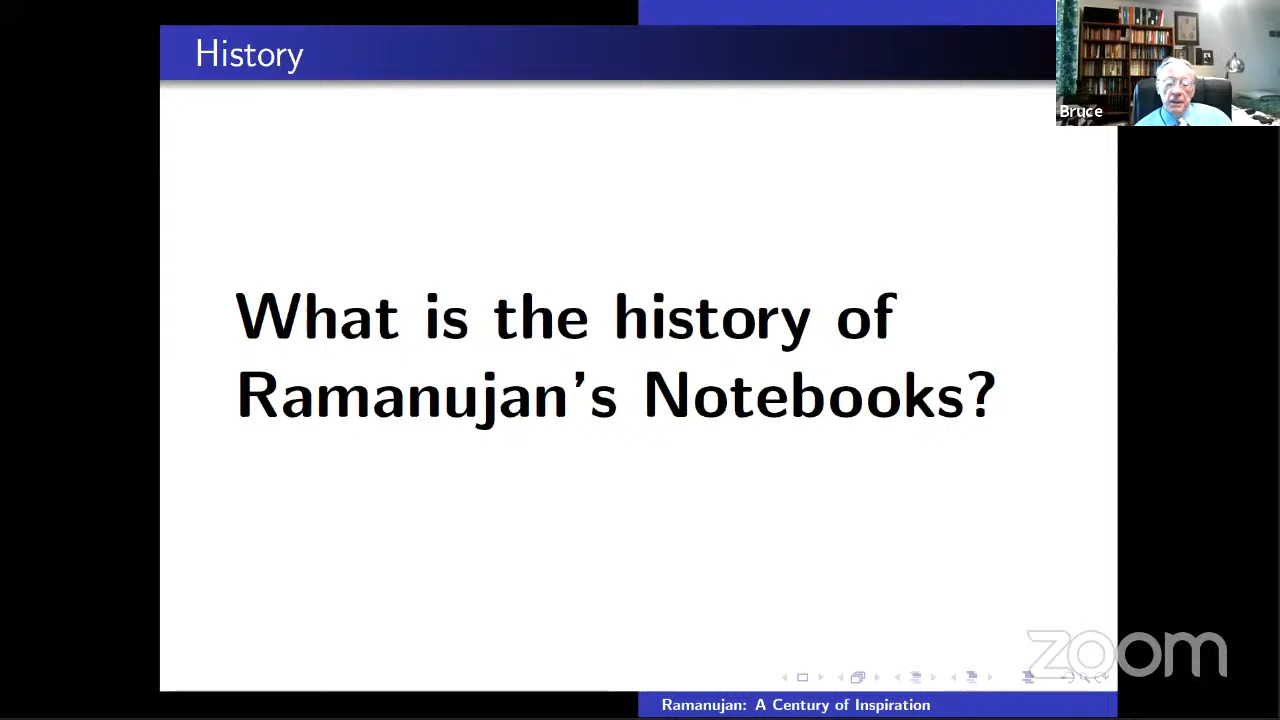 History
Bruce
What is the history of
Ramanujan's Notebooks?
zoom
Ramanujan: A Century of Inspiration